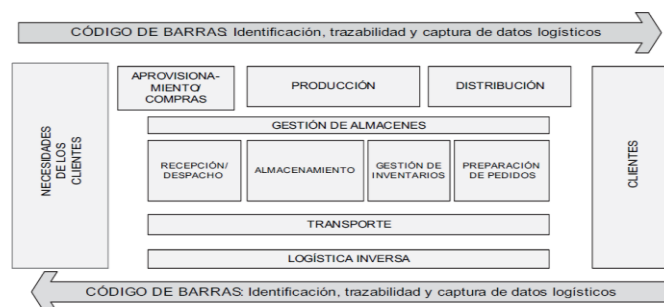 CÓDIGO DE BARRAS: Identificación, trazabilidad y captura de datos logísticos
NECESIDADES
DE LOS
CLIENTES
APROVISIONA-
MIENTO/
COMPRAS
PRODUCCIÓN
DISTRIBUCIÓN
GESTIÓN DE ALMACENES
RECEPCIÓN/
DESPACHO
ALMACENAMIENTO
GESTIÓN DE
INVENTARIOS
PREPARACIÓN
DE PEDIDOS
TRANSPORTE
LOGÍSTICA INVERSA
CLIENTES
CÓDIGO DE BARRAS: Identificación, trazabilidad y captura de datos logísticos